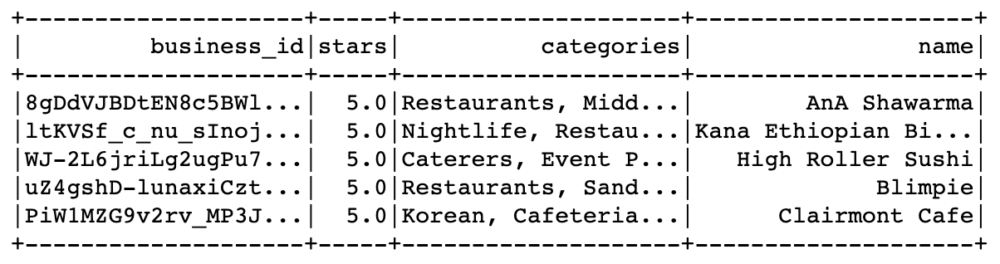 +--------------------+-----+--------------------+--------------------+
|         business_id|stars|          categories|                name|
+--------------------+-----+--------------------+--------------------+
|8gDdVJBDtEN8c5BWl...|  5.0|Restaurants, Midd...|        AnA Shawarma|
|ltKVSf_c_nu_sInoj...|  5.0|Nightlife, Restau...|Kana Ethiopian Bi...|
|WJ-2L6jriLg2ugPu7...|  5.0|Caterers, Event P...|   High Roller Sushi|
|uZ4gshD-lunaxiCzt...|  5.0|Restaurants, Sand...|             Blimpie|
|PiW1MZG9v2rv_MP3J...|  5.0|Korean, Cafeteria...|      Clairmont Cafe|
+--------------------+-----+--------------------+--------------------+